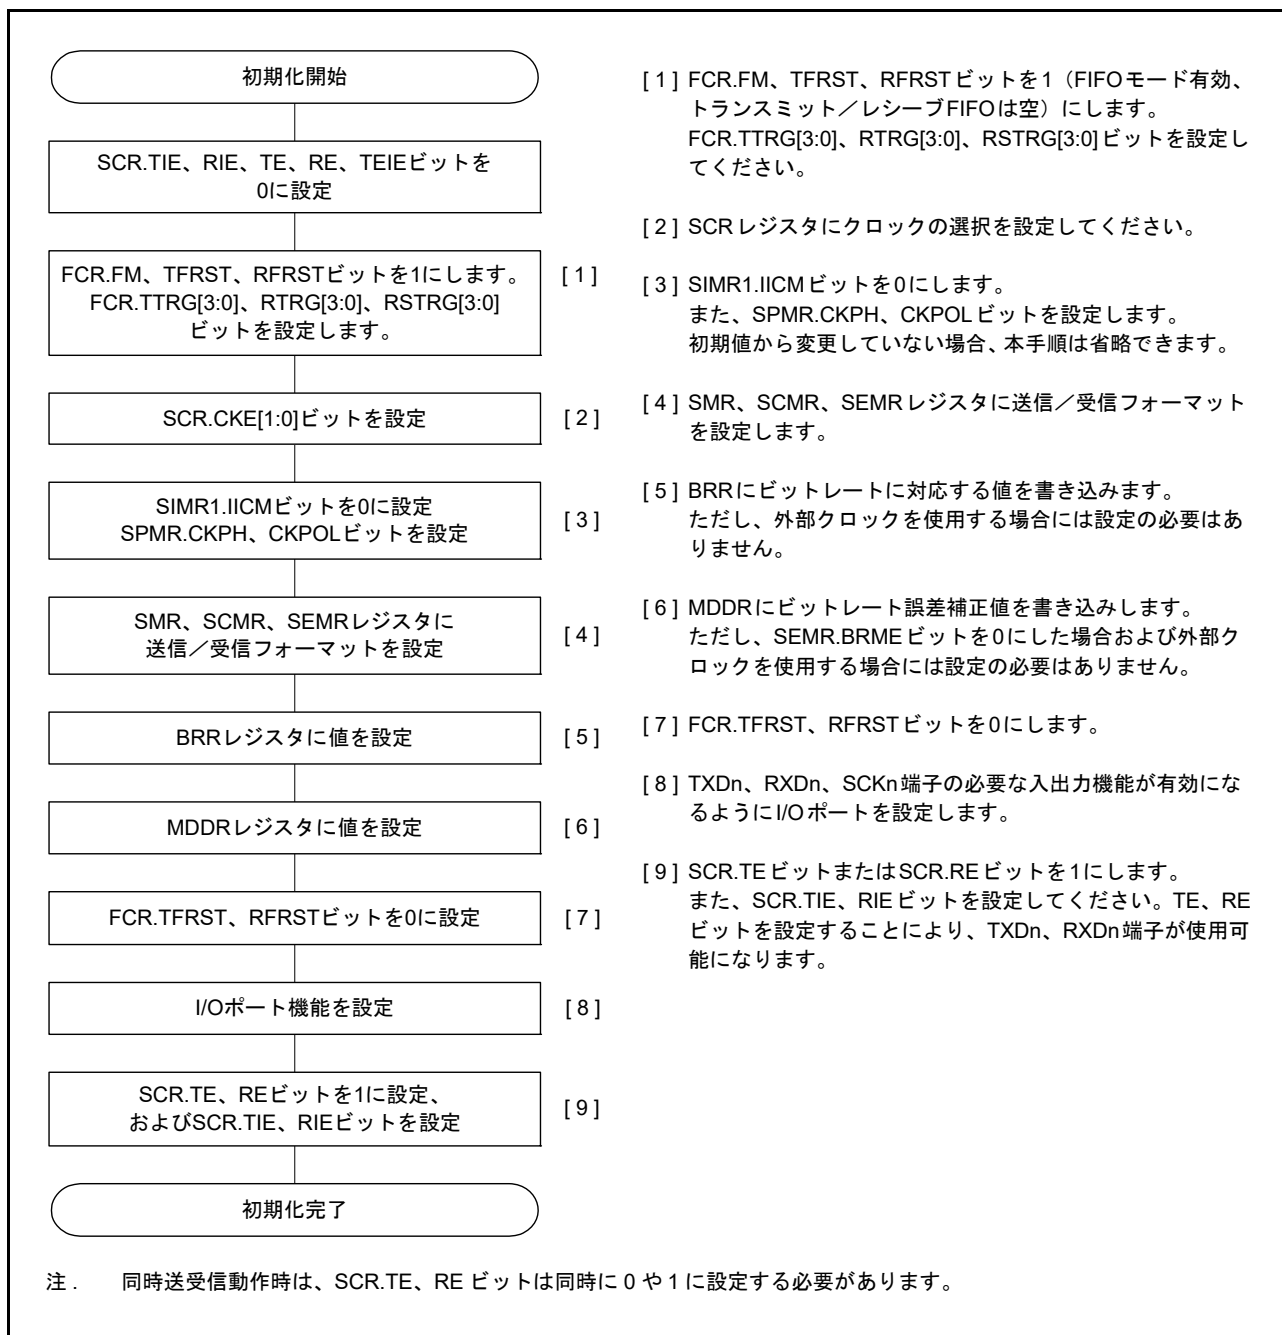 初期化開始
SCR.TIE、RIE、TE、RE、TEIEビットを
0に設定
FCR.FM、TFRST、RFRSTビットを1にします。
FCR.TTRG[3:0]、RTRG[3:0]、RSTRG[3:0]
ビットを設定します。
[ 1 ]
SCR.CKE[1:0]ビットを設定
[ 2 ]
SIMR1.IICMビットを0に設定
SPMR.CKPH、CKPOLビットを設定
[ 3 ]
SMR、SCMR、SEMRレジスタに
送信／受信フォーマットを設定
[ 4 ]
BRRレジスタに値を設定
[ 5 ]
MDDRレジスタに値を設定
[ 6 ]
FCR.TFRST、RFRSTビットを0に設定
[ 7 ]
I/Oポート機能を設定
[ 8 ]
SCR.TE、REビットを1に設定、
およびSCR.TIE、RIEビットを設定
[ 9 ]
初期化完了
[ 1 ] FCR.FM、TFRST、RFRSTビットを1（FIFOモード有効、
トランスミット／レシーブFIFOは空）にします。
FCR.TTRG[3:0]、RTRG[3:0]、RSTRG[3:0]ビットを設定し
てください。
[ 2 ] SCRレジスタにクロックの選択を設定してください。
[ 3 ] SIMR1.IICMビットを0にします。
また、SPMR.CKPH、CKPOLビットを設定します。
初期値から変更していない場合、本手順は省略できます。
[ 4 ] SMR、SCMR、SEMRレジスタに送信／受信フォーマット
を設定します。
[ 5 ] BRRにビットレートに対応する値を書き込みます。
ただし、外部クロックを使用する場合には設定の必要はあ
りません。
[ 6 ] MDDRにビットレート誤差補正値を書き込みします。
ただし、SEMR.BRMEビットを0にした場合および外部ク
ロックを使用する場合には設定の必要はありません。
[ 7 ] FCR.TFRST、RFRSTビットを0にします。
[ 8 ] TXDn、RXDn、SCKn端子の必要な入出力機能が有効にな
るようにI/Oポートを設定します。
[ 9 ] SCR.TEビットまたはSCR.REビットを1にします。
また、SCR.TIE、RIEビットを設定してください。TE、RE
ビットを設定することにより、TXDn、RXDn端子が使用可
能になります。
注 . 同時送受信動作時は、SCR.TE、RE ビットは同時に 0 や 1 に設定する必要があります。